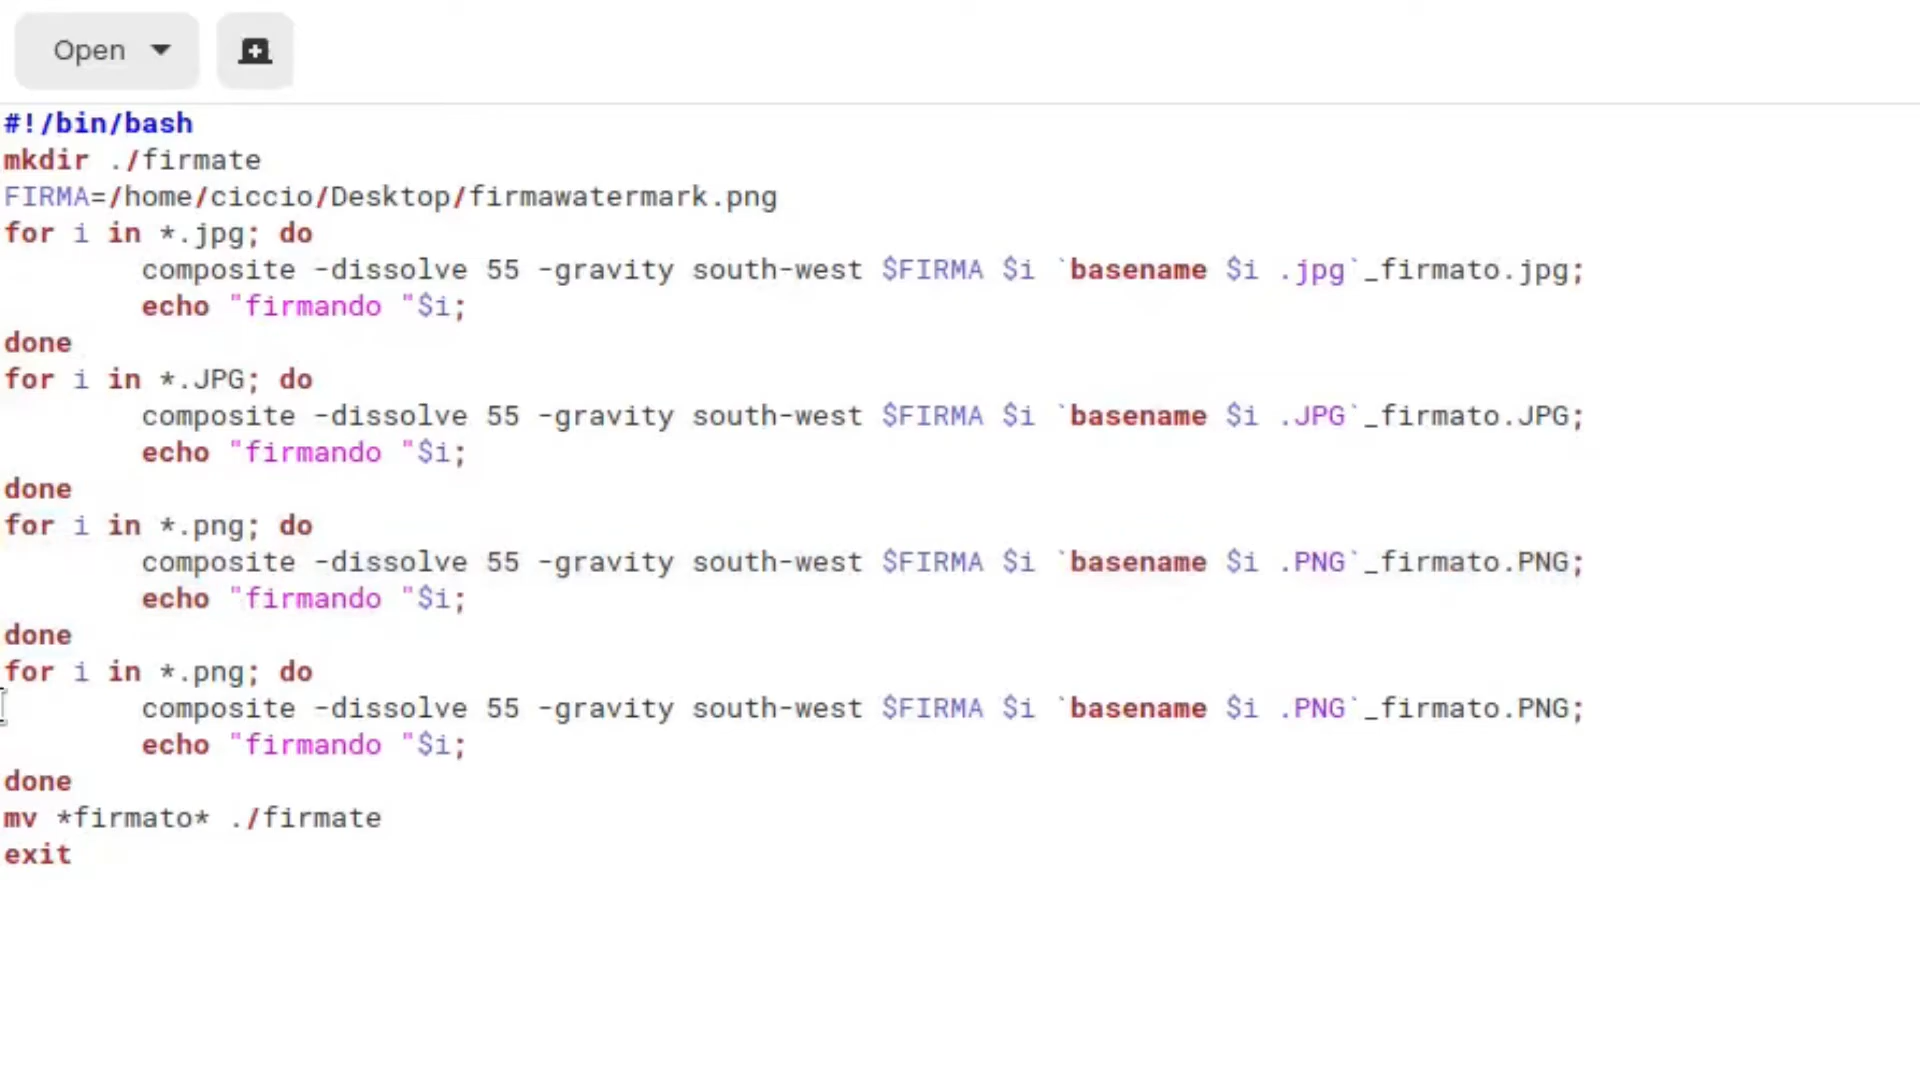 Open
#!/bin/bash
mkdir ./firmate
FIRMA=/home/ciccio/Desktop/firmawatermark.png
for i in *.jpg; do
        composite -dissolve 55 -gravity south-west $FIRMA $i `basename $i .jpg`_firmato.jpg;
        echo "firmando "$i;
done
for i in *.JPG; do
        composite -dissolve 55 -gravity south-west $FIRMA $i `basename $i .JPG`_firmato.JPG;
        echo "firmando "$i;
done
for i in *.png; do
        composite -dissolve 55 -gravity south-west $FIRMA $i `basename $i .PNG`_firmato.PNG;
        echo "firmando "$i;
done
for i in *.png; do
        composite -dissolve 55 -gravity south-west $FIRMA $i `basename $i .PNG`_firmato.PNG;
        echo "firmando "$i;
done
mv *firmato* ./firmate
exit